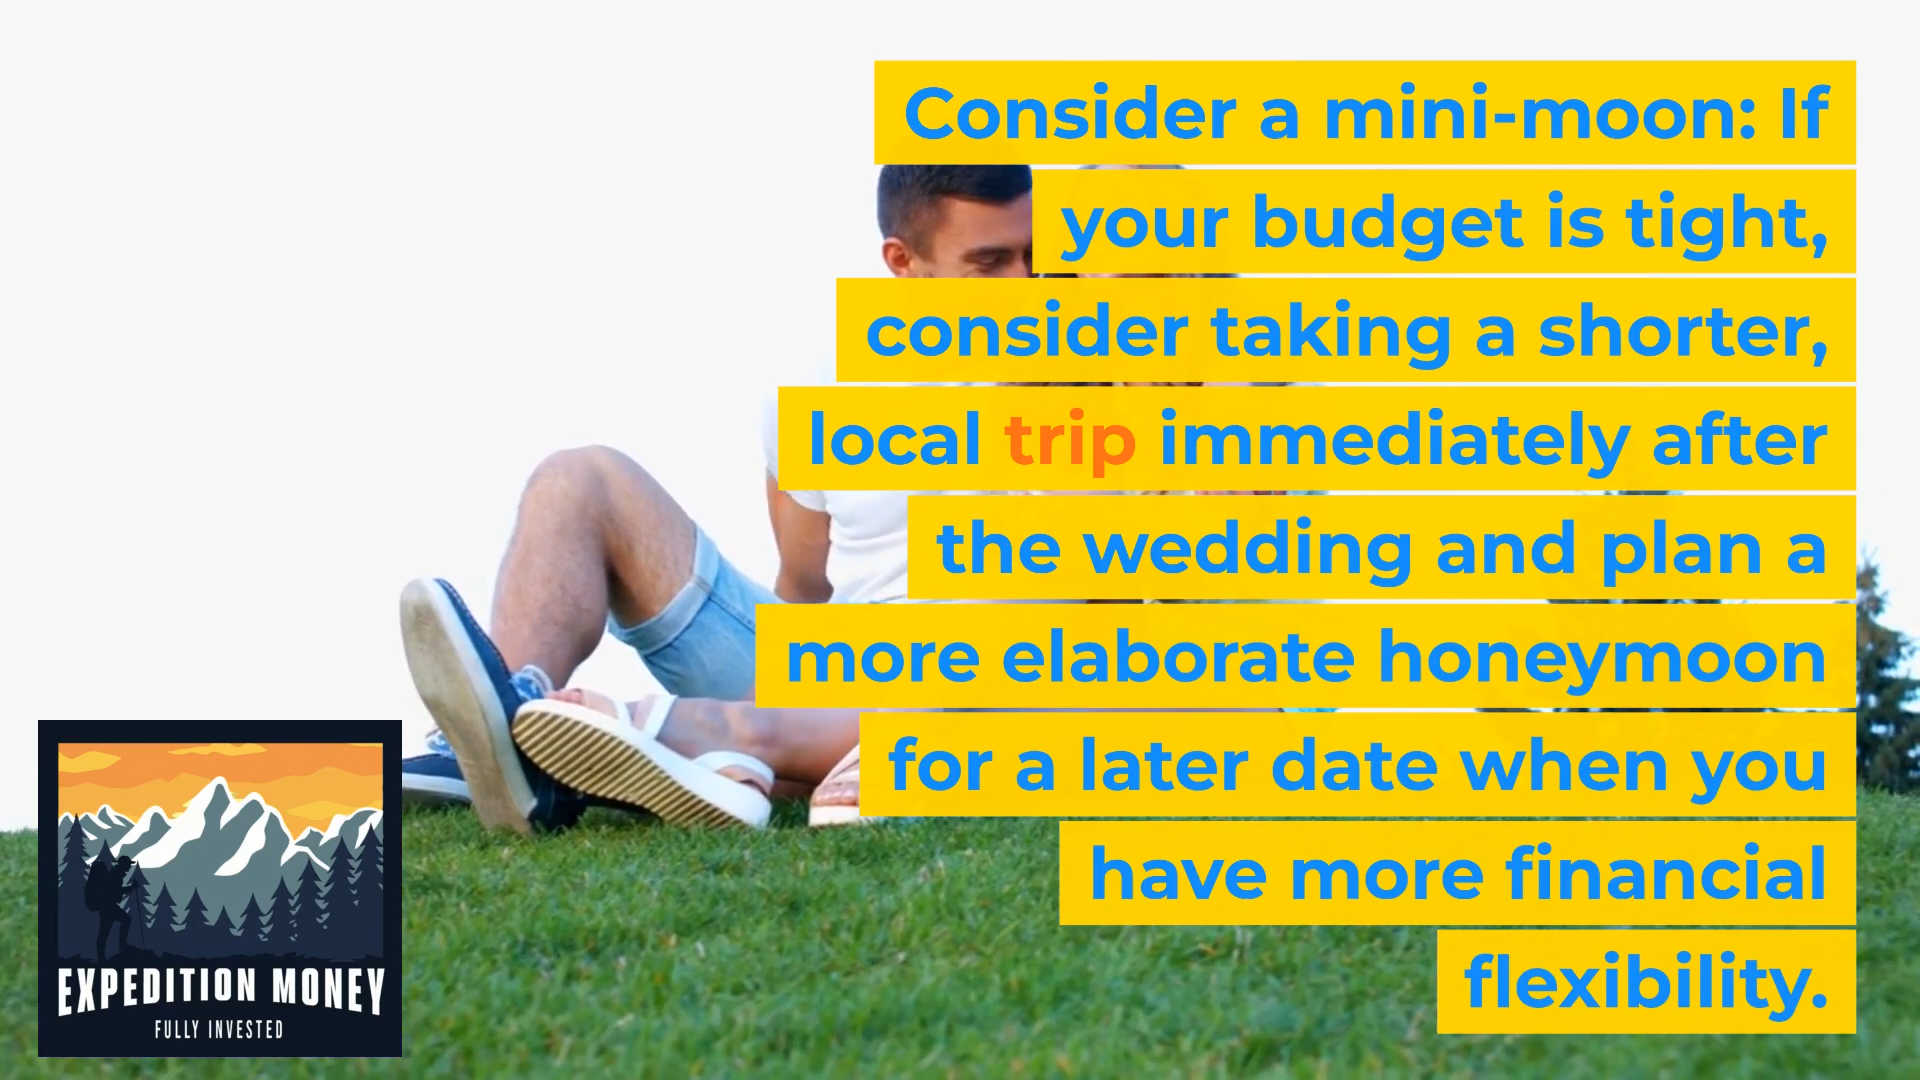 Consider a mini-moon: If
your budget is tight,
consider taking a shorter,
local trip immediately after
the wedding and plan a
more elaborate honeymoon
for a later date when you
have more financial
flexibility.
EXPEDITION MONEY
FULLY INVESTED